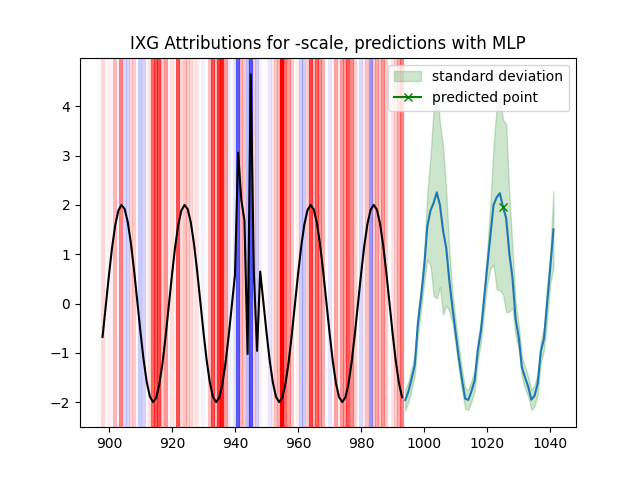 IXG Attributions for -scale, predictions with MLP
standard deviation
predicted point
4
3
2
1
0
−1
−2
900 920 940 960 980 1000 1020 1040